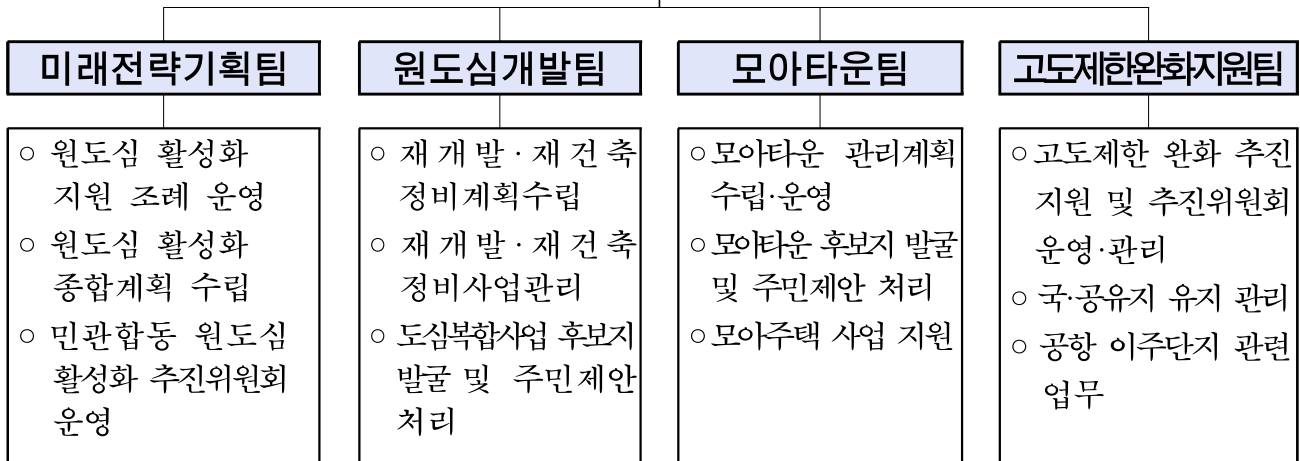 미래전략기획팀
○ 원도심 활성화
지원 조례 운영
○ 원도심 활성화
종합계획 수립
○ 민관합동 원도심
활성화 추진위원회
운영
원도심개발팀
○ 재개발·재건축
정비계획수립
○ 재개발·재건축
정비사업관리
○ 도심복합사업 후보지
발굴 및 주민제안
처리
모아타운팀
○ 모아타운 관리계획
수립·운영
○ 모아타운 후보지 발굴
및 주민제안 처리
○ 모아주택 사업 지원
고도제한완화지원팀
○ 고도제한 완화 추진
지원 및 추진위원회
운영·관리
○ 국·공유지 유지 관리
○ 공항 이주단지 관련
업무